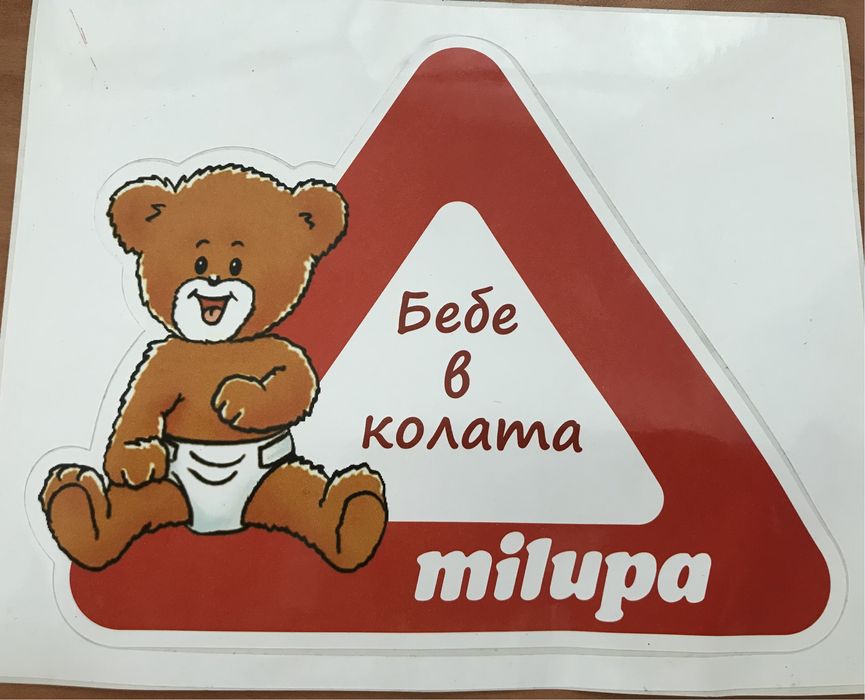 Бебе
в
колата
milupa